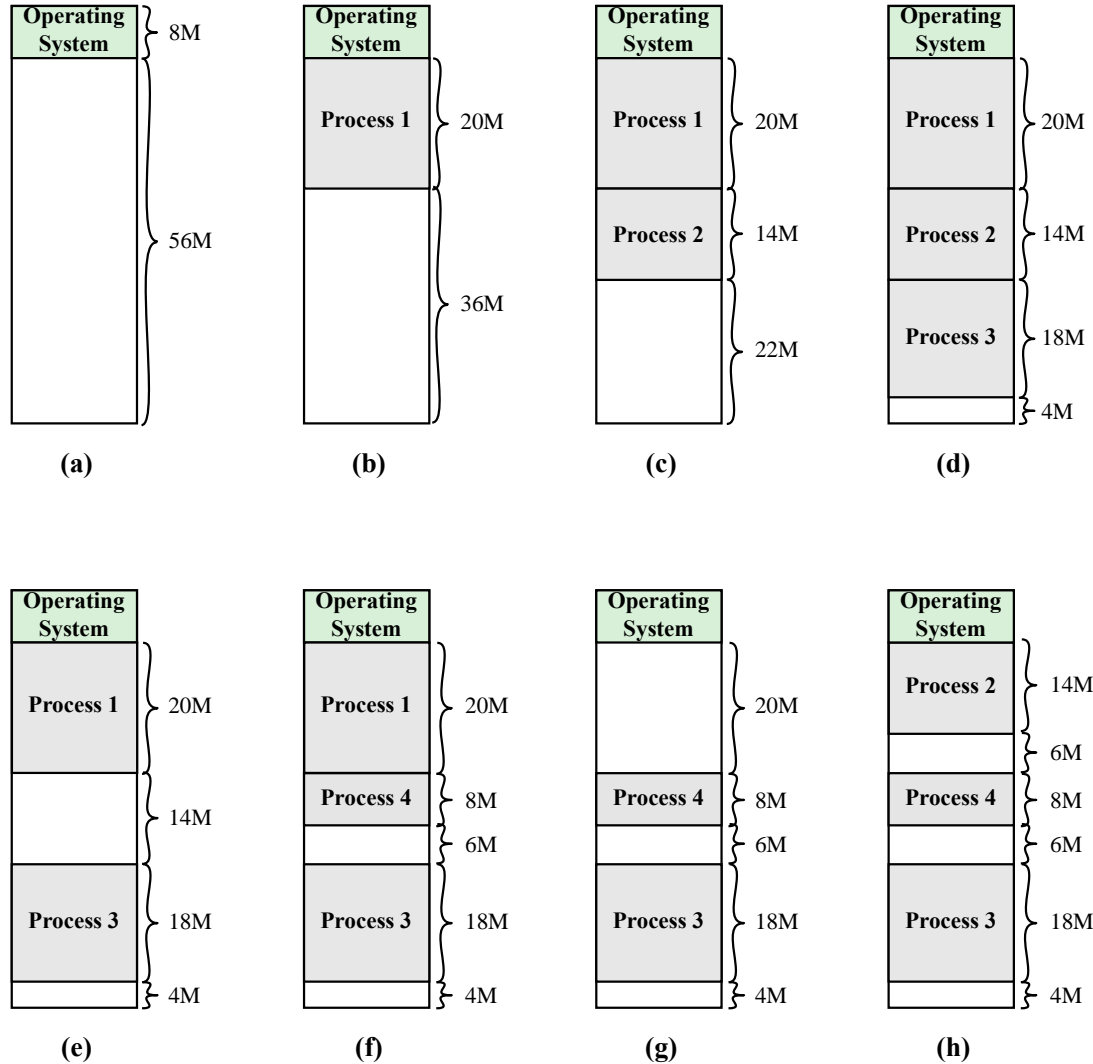 Operating
System
8M
56M
(a)
Operating
System
Process 1
20M
36M
(b)
Operating
System
Process 1
20M
Process 2
14M
22M
(c)
Operating
System
Process 1
20M
Process 2
14M
Process 3
18M
4M
(d)
Operating
System
Process 1
20M
14M
Process 3
18M
4M
(e)
Operating
System
Process 1
20M
Process 4
8M
6M
Process 3
18M
4M
(f)
Operating
System
20M
Process 4
8M
6M
Process 3
18M
4M
(g)
Operating
System
Process 2
14M
6M
Process 4
8M
6M
Process 3
18M
4M
(h)